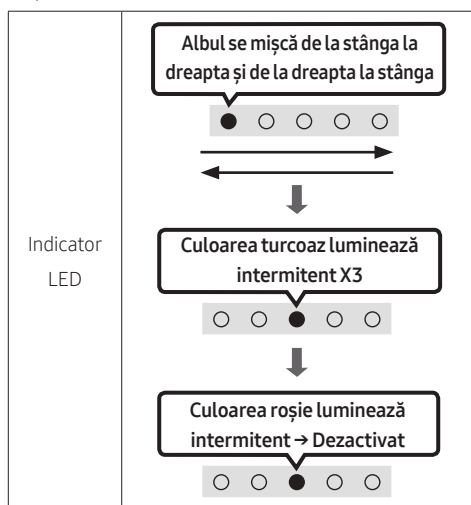 Albul se mișcă de la stânga la
dreapta și de la dreapta la stânga
Indicator
LED
Culoarea turcoaz luminează
intermitent X3
Culoarea roșie luminează
intermitent → Dezactivat